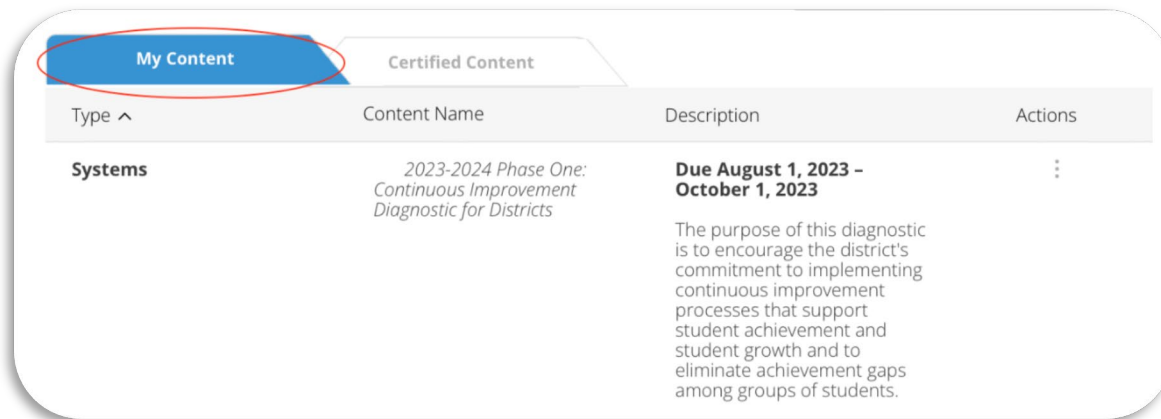 My Content
Certified Content
Type
Content Name
Description
Actions
Systems
2023-2024 Phase One:
Continuous Improvement
Diagnostic for Districts
Due August 1, 2023 –
October 1, 2023
The purpose of this diagnostic
is to encourage the district's
commitment to implementing
continuous improvement
processes that support
student achievement and
student growth and to
eliminate achievement gaps
among groups of students.